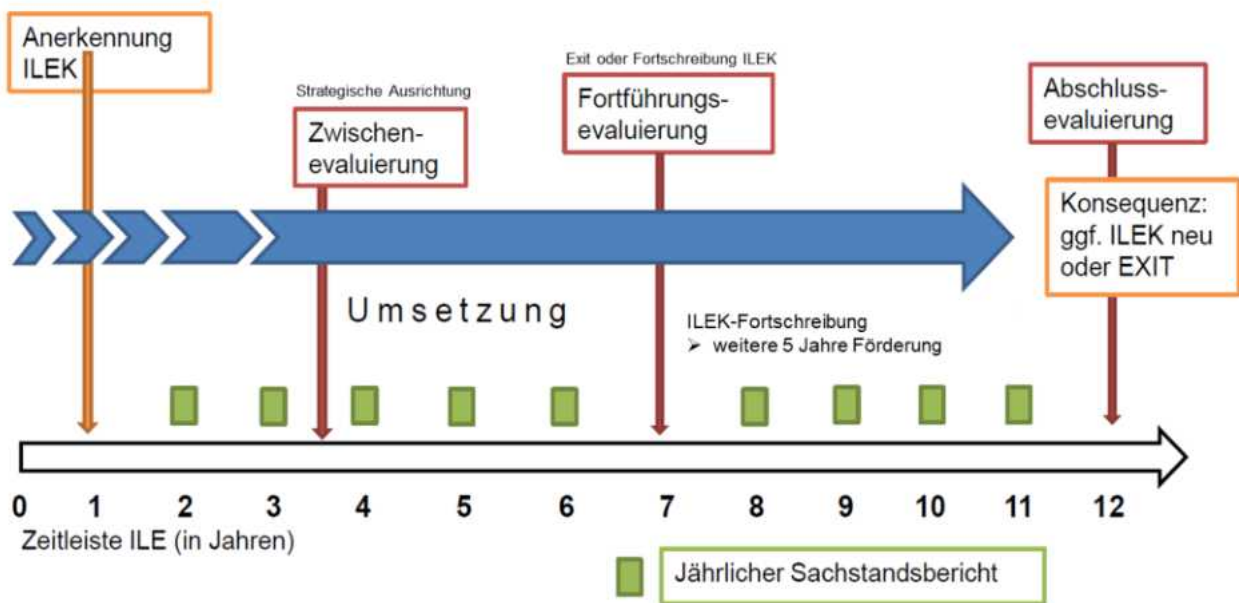 Anerkennung
ILEK
Strategische Ausrichtung
Zwischen-
evaluierung
Exit oder Fortschreibung ILEK
Fortführungs-
evaluierung
Abschluss-
evaluierung
Konsequenz:
ggf. ILEK neu
oder EXIT
Umsetzung
ILEK-Fortschreibung
➢ weitere 5 Jahre Förderung
0 1 2 3 4 5 6 7 8 9 10 11 12
Zeitleiste ILE (in Jahren)
Jährlicher Sachstandsbericht